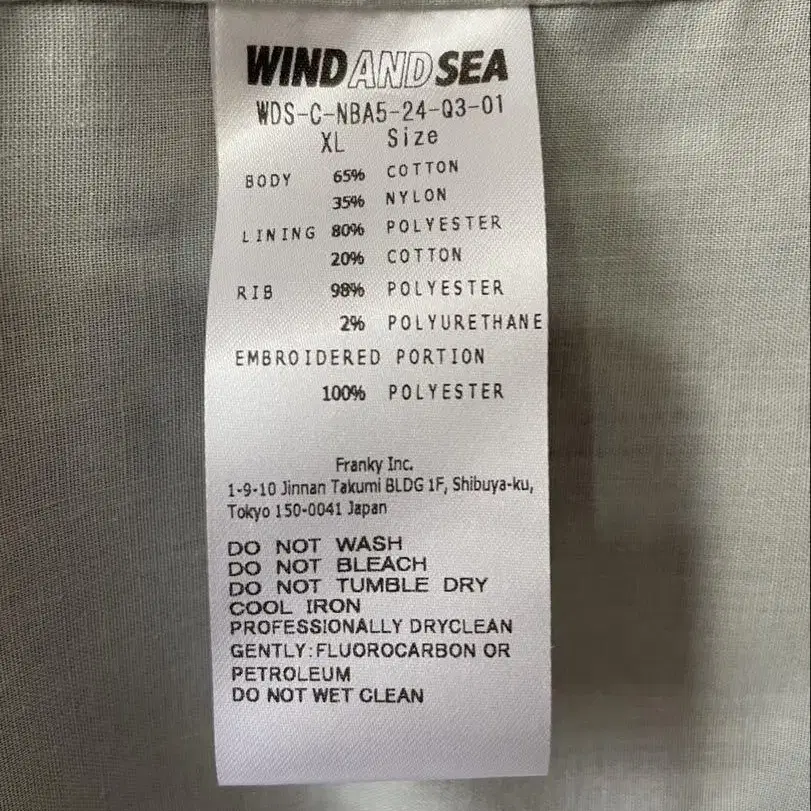 WIND AND SEA
WDS-C-NBA5-24-Q3-01
XL Size
BODY 65% COTTON
35% NYLON
LINING 80% POLYESTER
20% COTTON
RIB 98% POLYESTER
2% POLYURETHANE
EMBROIDERED PORTION
100% POLYESTER
Franky Inc.
1-9-10 Jinnan Takumi BLDG 1F, Shibuya-ku,
Tokyo 150-0041 Japan
DO NOT WASH
DO NOT BLEACH
DO NOT TUMBLE DRY
COOL IRON
PROFESSIONALLY DRYCLEAN
GENTLY:FLUOROCARBON OR
PETROLEUM
DO NOT WET CLEAN